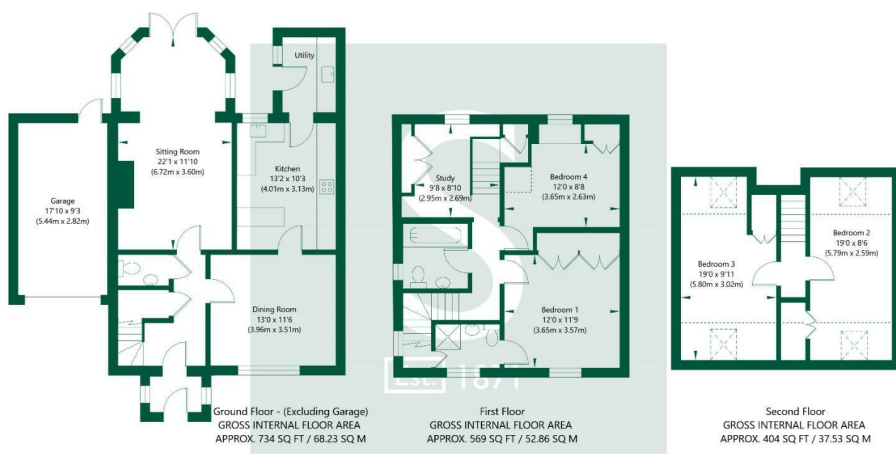 Utility
Sitting Room
22'1 x 11'10
(6.72m x 3.60m)
Kitchen
13'2 x 10'3
(4.01m x 3.13m)
Garage
17'10 x 9'3
(5.44m x 2.82m)
Dining Room
13'0 x 11'6
(3.96m x 3.51m)
Ground Floor - (Excluding Garage)
GROSS INTERNAL FLOOR AREA
APPROX. 734 SQ FT / 68.23 SQ M
Study
9'8 x 8'10
(2.95m x 2.69m)
Bedroom 4
12'0 x 8'8
(3.65m x 2.63m)
Bedroom 1
12'0 x 11'9
(3.65m x 3.57m)
S
Est. 1871
First Floor
GROSS INTERNAL FLOOR AREA
APPROX. 569 SQ FT / 52.86 SQ M
Bedroom 3
19'0 x 9'11
(5.80m x 3.02m)
Bedroom 2
19'0 x 8'6
(5.79m x 2.59m)
Second Floor
GROSS INTERNAL FLOOR AREA
APPROX. 404 SQ FT / 37.53 SQ M